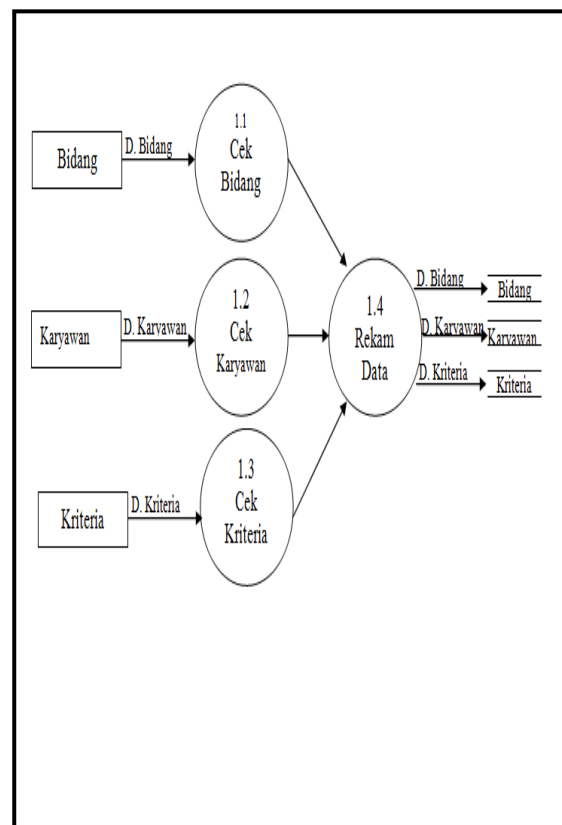 Bidang
D. Bidang
1.1
Cek
Bidang
Karyawan
D. Karyawan
1.2
Cek
Karyawan
Kriteria
D. Kriteria
1.3
Cek
Kriteria
1.4
Rekam
Data
D. Bidang
Bidang
D. Karyawan
Karyawan
D. Kriteria
Kriteria